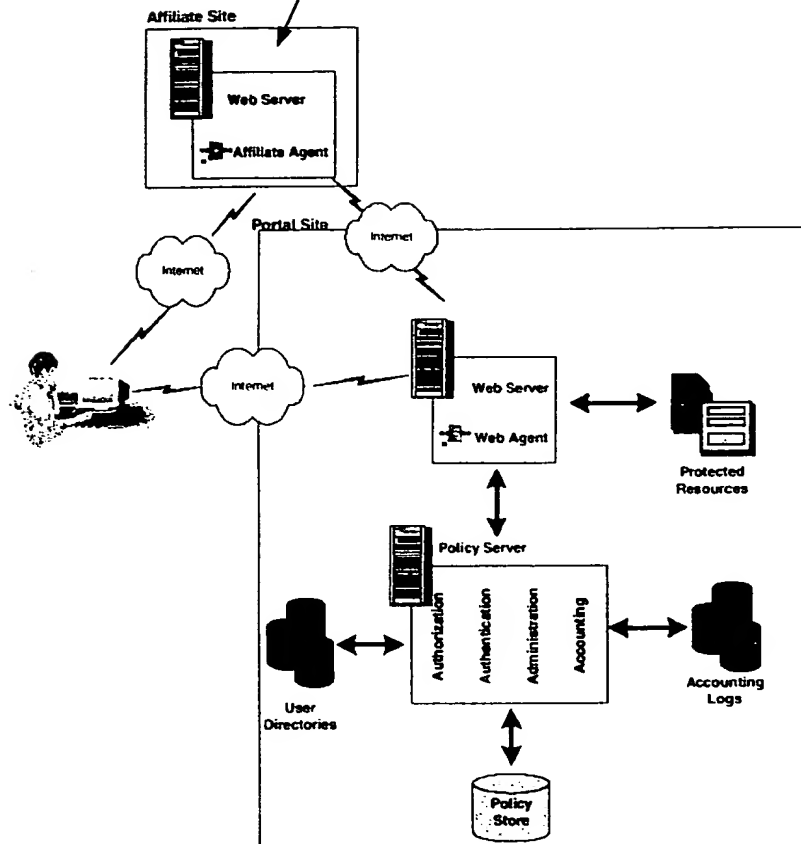 Affiliate Site
Web Server
Affiliate Agent
Portal Site
Internet
Internet
Internet
Web Server
Web Agent
Protected
Resources
Policy Server
Authorization
Authentication
Administration
Accounting
User
Directories
Accounting
Logs
Policy
Store